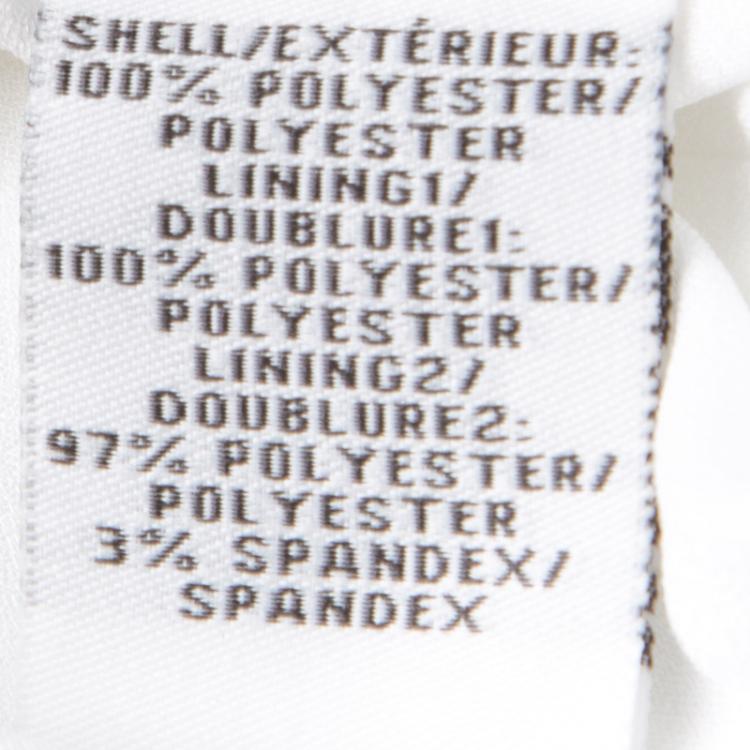 SHELL/EXTÉRIEUR:
100% POLYESTER/
POLYESTER
LINING1/
DOUBLURE1:
100% POLYESTER/
POLYESTER
LINING2/
DOUBLURE2:
97% POLYESTER/
POLYESTER
3% SPANDEX/
SPANDEX